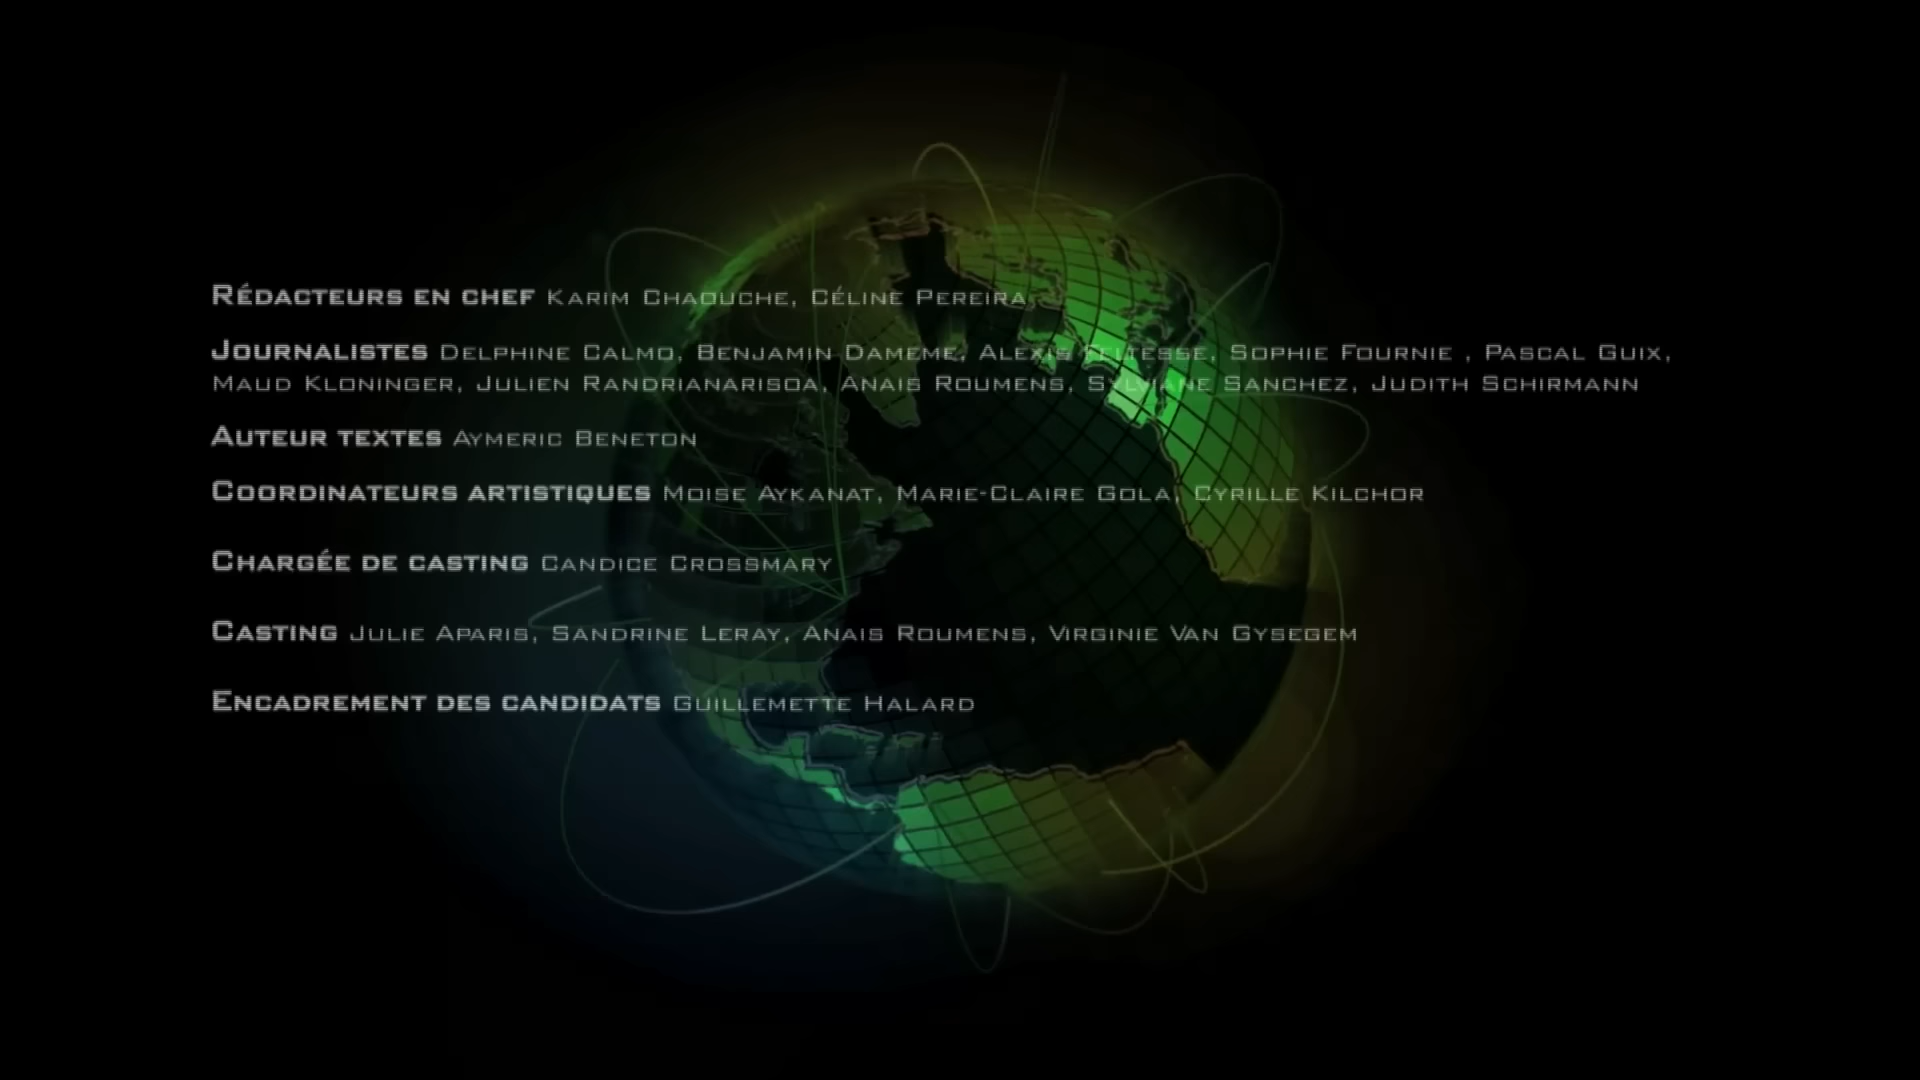 Rédacteurs en chef Karim Chaouche, Céline Pereira
Journalistes Delphine Calmo, Benjamin Dameme, Alexis Feltesse, Sophie Fournie , Pascal Guix,
Maud Kloninger, Julien Randrianarisoa, Anais Roumens, Sylviane Sanchez, Judith Schirmann
Auteur textes Aymeric Beneton
Coordinateurs artistiques Moise Aykanat, Marie-Claire Gola, Cyrille Kilchor
Chargée de casting Candice Crossmary
Casting Julie Aparis, Sandrine Leray, Anais Roumens, Virginie Van Gysegem
Encadrement des candidats Guillemette Halard